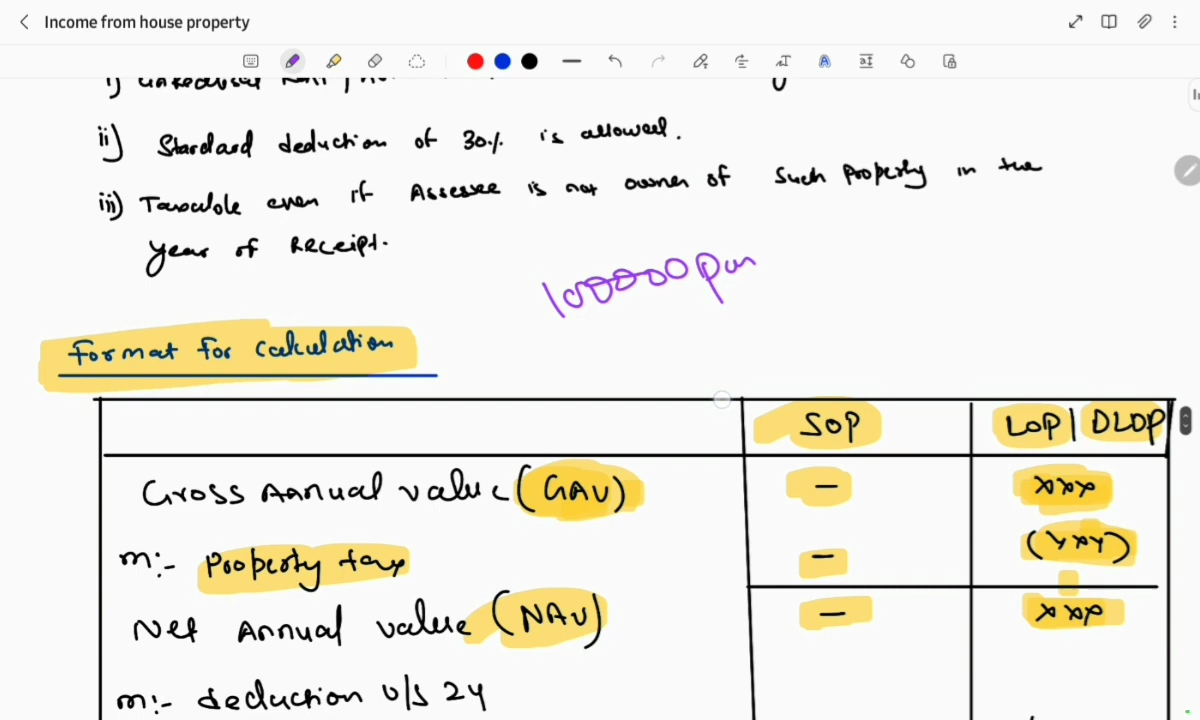 Income from house property
ii) Standard deduction of 30% is allowed.
iii) Taxable even if Assessee is not owner of such property in the
year of Receipt.
100000 pm
Format for calculation
SOP LOP | DLOP
Gross Annual value (GAV) - xxx
m:- Property tax - (xxx)
Net Annual value (NAV) - xxx
m:- deduction u/s 24